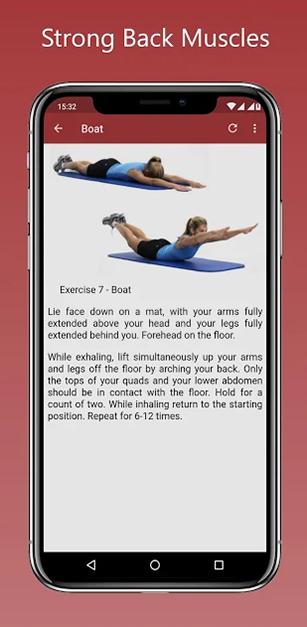 Strong Back Muscles
15:32
Boat
Exercise 7 - Boat
Lie face down on a mat, with your arms fully
extended above your head and your legs fully
extended behind you. Forehead on the floor.
While exhaling, lift simultaneously up your arms
and legs off the floor by arching your back. Only
the tops of your quads and your lower abdomen
should be in contact with the floor. Hold for a
count of two. While inhaling return to the starting
position. Repeat for 6-12 times.